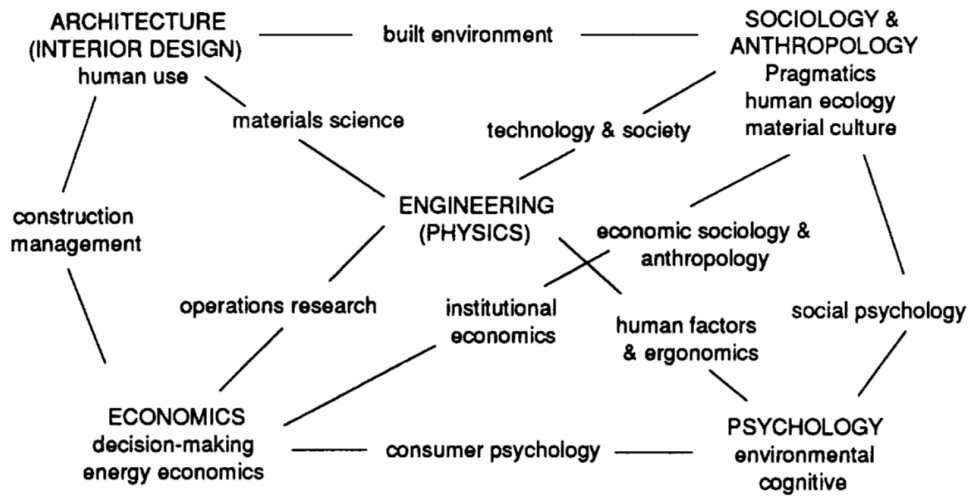 ARCHITECTURE
(INTERIOR DESIGN)
human use
built environment
SOCIOLOGY &
ANTHROPOLOGY
Pragmatics
human ecology
material culture
materials science
technology & society
ENGINEERING
(PHYSICS)
construction
management
economic sociology &
anthropology
operations research
institutional
economics
human factors
& ergonomics
social psychology
ECONOMICS
decision-making
energy economics
consumer psychology
PSYCHOLOGY
environmental
cognitive